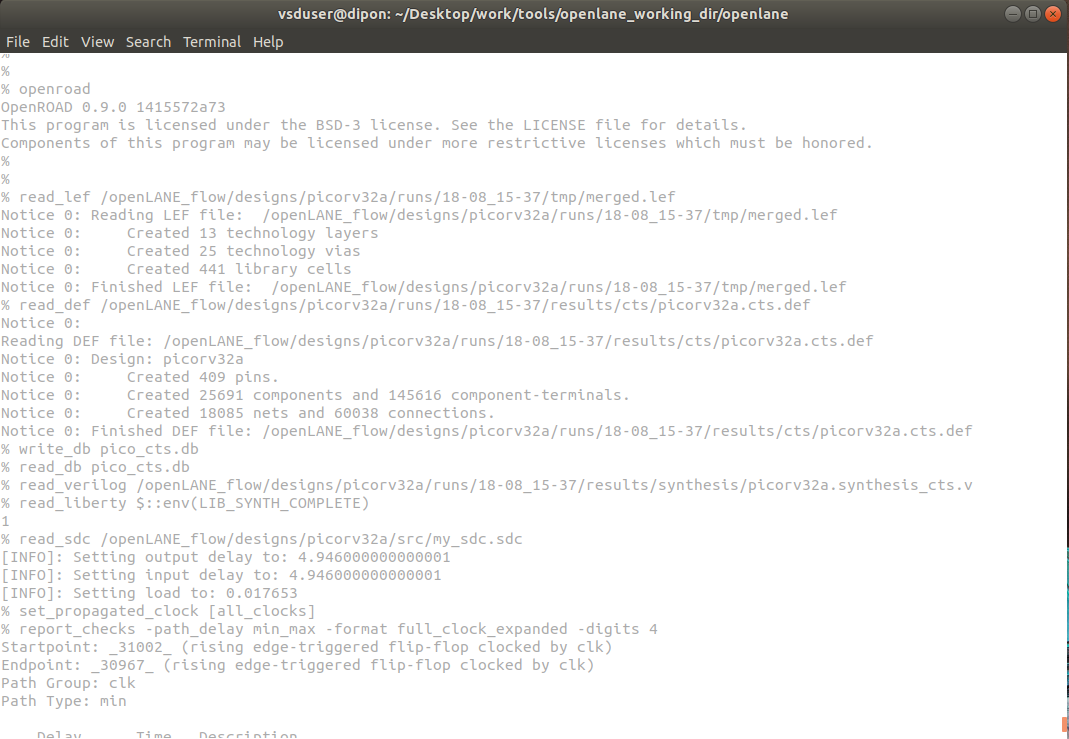 vsduser@dipon: ~/Desktop/work/tools/openlane_working_dir/openlane
File Edit View Search Terminal Help
%
%
% openroad
OpenROAD 0.9.0 1415572a73
This program is licensed under the BSD-3 license. See the LICENSE file for details.
Components of this program may be licensed under more restrictive licenses which must be honored.
%
%
% read_lef /openLANE_flow/designs/picorv32a/runs/18-08_15-37/tmp/merged.lef
Notice 0: Reading LEF file:  /openLANE_flow/designs/picorv32a/runs/18-08_15-37/tmp/merged.lef
Notice 0:     Created 13 technology layers
Notice 0:     Created 25 technology vias
Notice 0:     Created 441 library cells
Notice 0: Finished LEF file:  /openLANE_flow/designs/picorv32a/runs/18-08_15-37/tmp/merged.lef
% read_def /openLANE_flow/designs/picorv32a/runs/18-08_15-37/results/cts/picorv32a.cts.def
Notice 0:
Reading DEF file: /openLANE_flow/designs/picorv32a/runs/18-08_15-37/results/cts/picorv32a.cts.def
Notice 0: Design: picorv32a
Notice 0:     Created 409 pins.
Notice 0:     Created 25691 components and 145616 component-terminals.
Notice 0:     Created 18085 nets and 60038 connections.
Notice 0: Finished DEF file: /openLANE_flow/designs/picorv32a/runs/18-08_15-37/results/cts/picorv32a.cts.def
% write_db pico_cts.db
% read_db pico_cts.db
% read_verilog /openLANE_flow/designs/picorv32a/runs/18-08_15-37/results/synthesis/picorv32a.synthesis_cts.v
% read_liberty $::env(LIB_SYNTH_COMPLETE)
1
% read_sdc /openLANE_flow/designs/picorv32a/src/my_sdc.sdc
[INFO]: Setting output delay to: 4.946000000000001
[INFO]: Setting input delay to: 4.946000000000001
[INFO]: Setting load to: 0.017653
% set_propagated_clock [all_clocks]
% report_checks -path_delay min_max -format full_clock_expanded -digits 4
Startpoint: _31002_ (rising edge-triggered flip-flop clocked by clk)
Endpoint: _30967_ (rising edge-triggered flip-flop clocked by clk)
Path Group: clk
Path Type: min
Delay      Time   Description